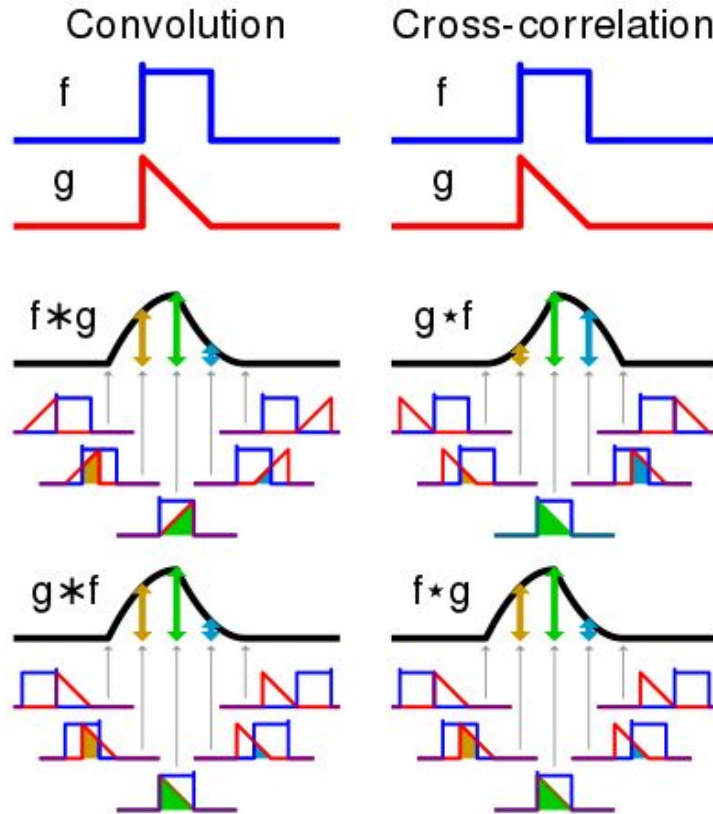 Convolution Cross-correlation
f f
g g
f∗g g⋆f
g∗f f⋆g